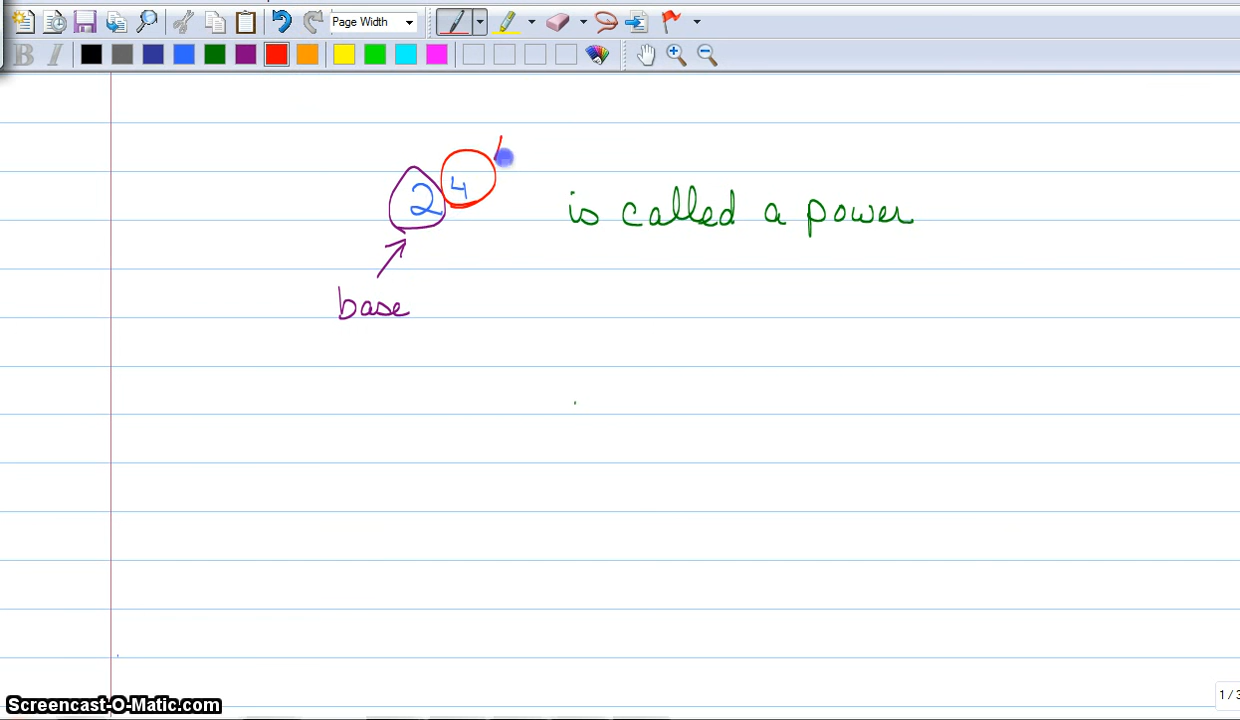 Page Width
B I
2⁴ is called a power
base
1 / 3
Screencast-O-Matic.com